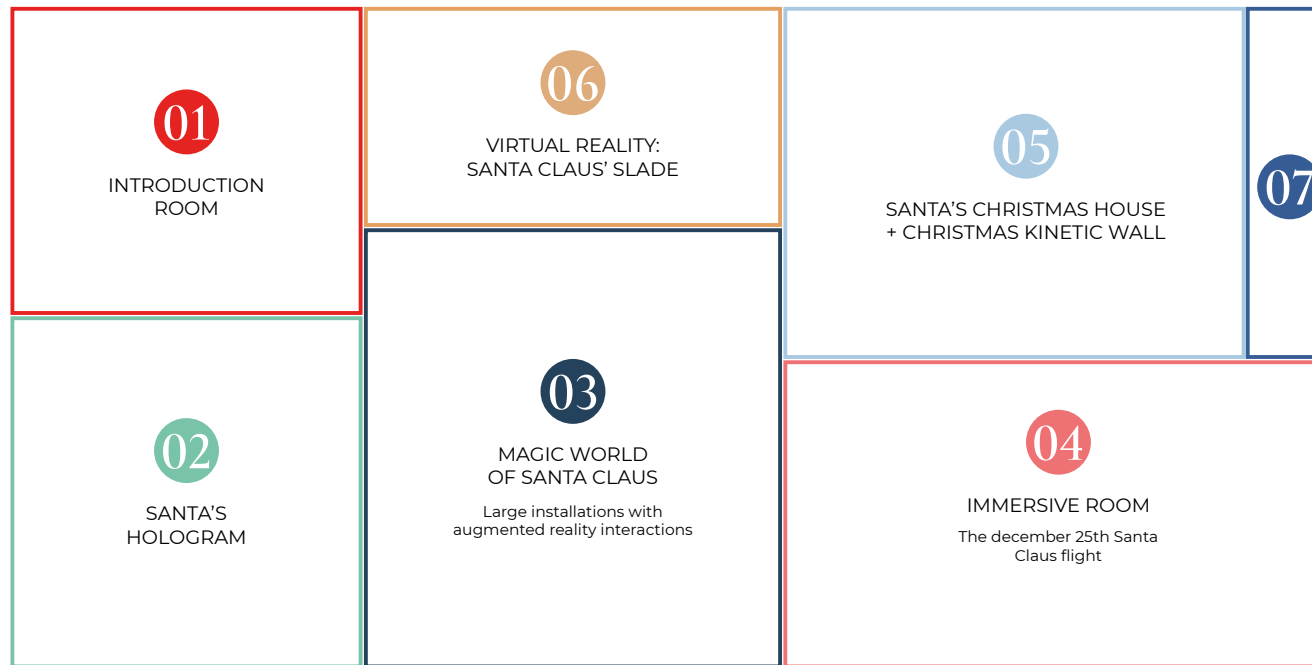 01
INTRODUCTION
ROOM
02
SANTA’S
HOLOGRAM
06
VIRTUAL REALITY:
SANTA CLAUS’ SLADE
03
MAGIC WORLD
OF SANTA CLAUS
Large installations with
augmented reality interactions
05
SANTA’S CHRISTMAS HOUSE
+ CHRISTMAS KINETIC WALL
07
04
IMMERSIVE ROOM
The december 25th Santa
Claus flight